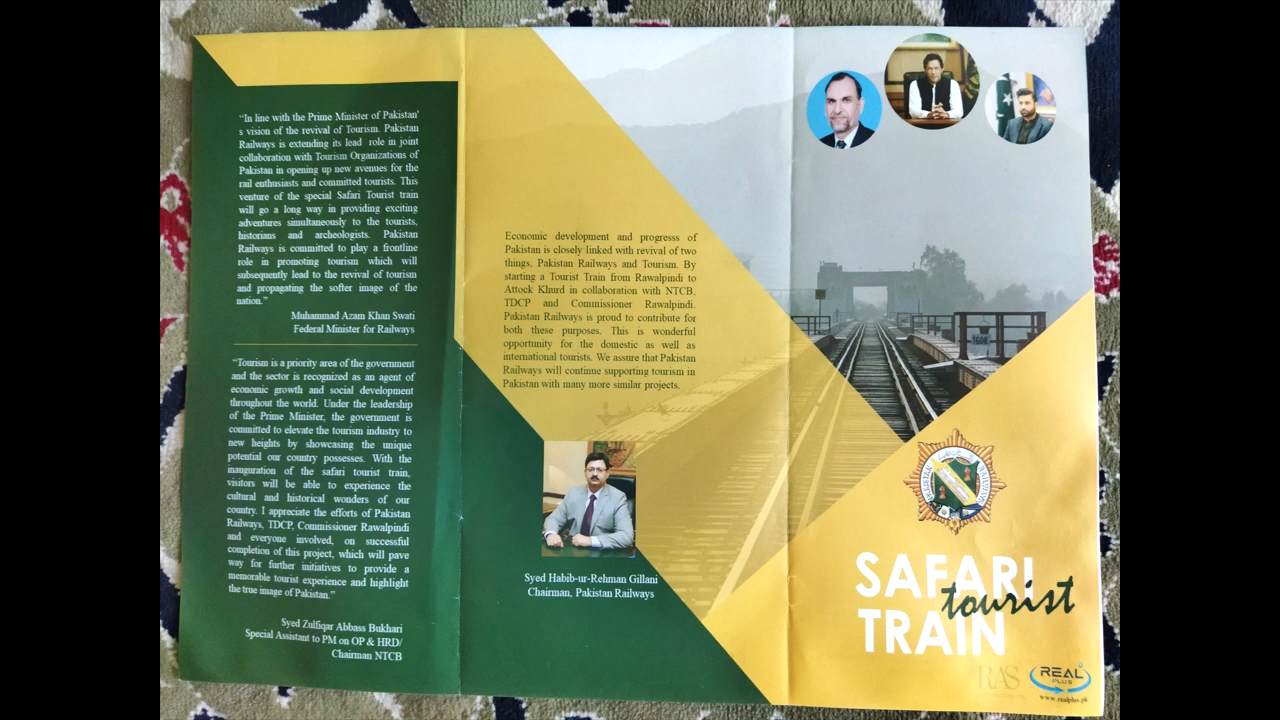 “In line with the Prime Minister of Pakistan'
s vision of the revival of Tourism. Pakistan
Railways is extending its lead role in joint
collaboration with Tourism Organizations of
Pakistan in opening up new avenues for the
rail enthusiasts and committed tourists. This
venture of the special Safari Tourist train
will go a long way in providing exciting
adventures simultaneously to the tourists,
historians and archeologists. Pakistan
Railways is committed to play a frontline
role in promoting tourism which will
subsequently lead to the revival of tourism
and propagating the softer image of the
nation.”
Muhammad Azam Khan Swati
Federal Minister for Railways
“Tourism is a priority area of the government
and the sector is recognized as an agent of
economic growth and social development
throughout the world. Under the leadership
of the Prime Minister, the government is
committed to elevate the tourism industry to
new heights by showcasing the unique
potential our country possesses. With the
inauguration of the safari tourist train,
visitors will be able to experience the
cultural and historical wonders of our
country. I appreciate the efforts of Pakistan
Railways, TDCP, Commissioner Rawalpindi
and everyone involved, on successful
completion of this project, which will pave
way for further initiatives to provide a
memorable tourist experience and highlight
the true image of Pakistan.”
Syed Zulfiqar Abbass Bukhari
Special Assistant to PM on OP & HRD/
Chairman NTCB
Economic development and progresss of
Pakistan is closely linked with revival of two
things, Pakistan Railways and Tourism. By
starting a Tourist Train from Rawalpindi to
Attock Khurd in collaboration with NTCB,
TDCP and Commissioner Rawalpindi.
Pakistan Railways is proud to contribute for
both these purposes. This is wonderful
opportunity for the domestic as well as
international tourists. We assure that Pakistan
Railways will continue supporting tourism in
Pakistan with many more similar projects.
Syed Habib-ur-Rehman Gillani
Chairman, Pakistan Railways
PAKISTAN RAILWAYS
SAFARI
tourist
TRAIN
RAS
REAL
PLUS
www.realplus.pk